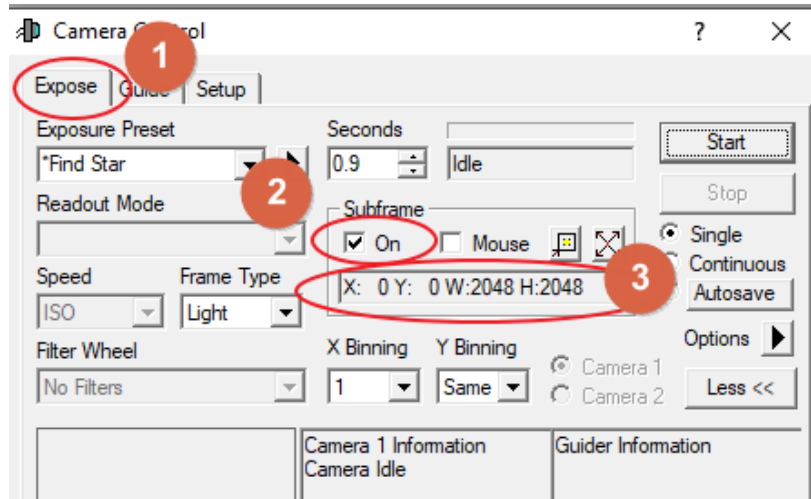 Camera Control
?
1
Expose
Guide
Setup
Exposure Preset
*Find Star
2
Readout Mode
Speed
ISO
Frame Type
Light
Filter Wheel
No Filters
Seconds
0.9
Idle
Subframe
On
Mouse
X: 0 Y: 0 W:2048 H:2048
3
X Binning
1
Y Binning
Same
Camera 1
Camera 2
Start
Stop
Single
Continuous
Autosave
Options
Less <<
Camera 1 Information
Camera Idle
Guider Information